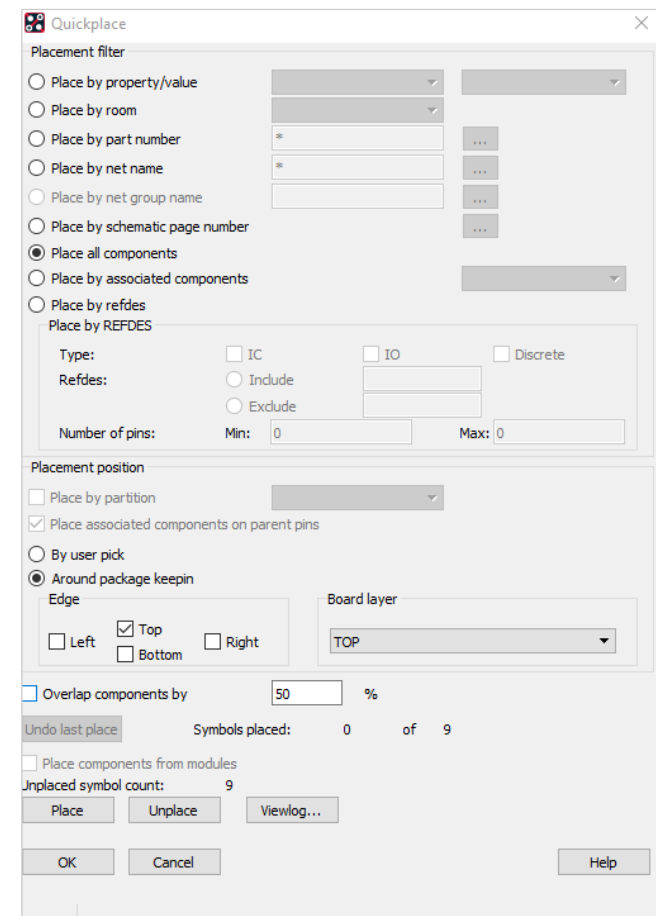 Quickplace
Placement filter
Place by property/value
Place by room
Place by part number * ...
Place by net name * ...
Place by net group name ...
Place by schematic page number ...
Place all components
Place by associated components
Place by refdes
Place by REFDES
Type: IC IO Discrete
Refdes: Include
Exclude
Number of pins: Min: 0 Max: 0
Placement position
Place by partition
Place associated components on parent pins
By user pick
Around package keepin
Edge Board layer
Top
Left Right TOP
Bottom
Overlap components by 50 %
Undo last place Symbols placed: 0 of 9
Place components from modules
Unplaced symbol count: 9
Place Unplace Viewlog...
OK Cancel Help